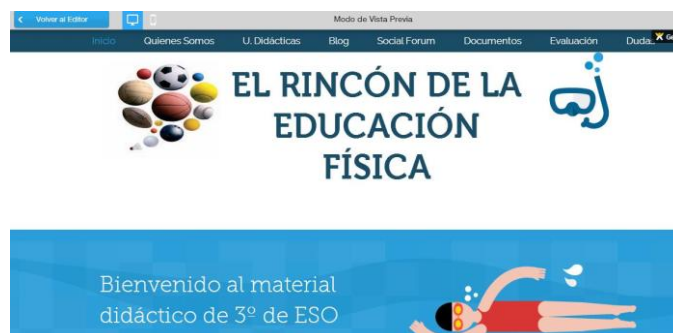 Volver al Editor
Modo de Vista Previa
Inicio Quienes Somos U. Didácticas Blog Social Forum Documentos Evaluación
EL RINCÓN DE LA
EDUCACIÓN
FÍSICA
Bienvenido al material
didáctico de 3º de ESO